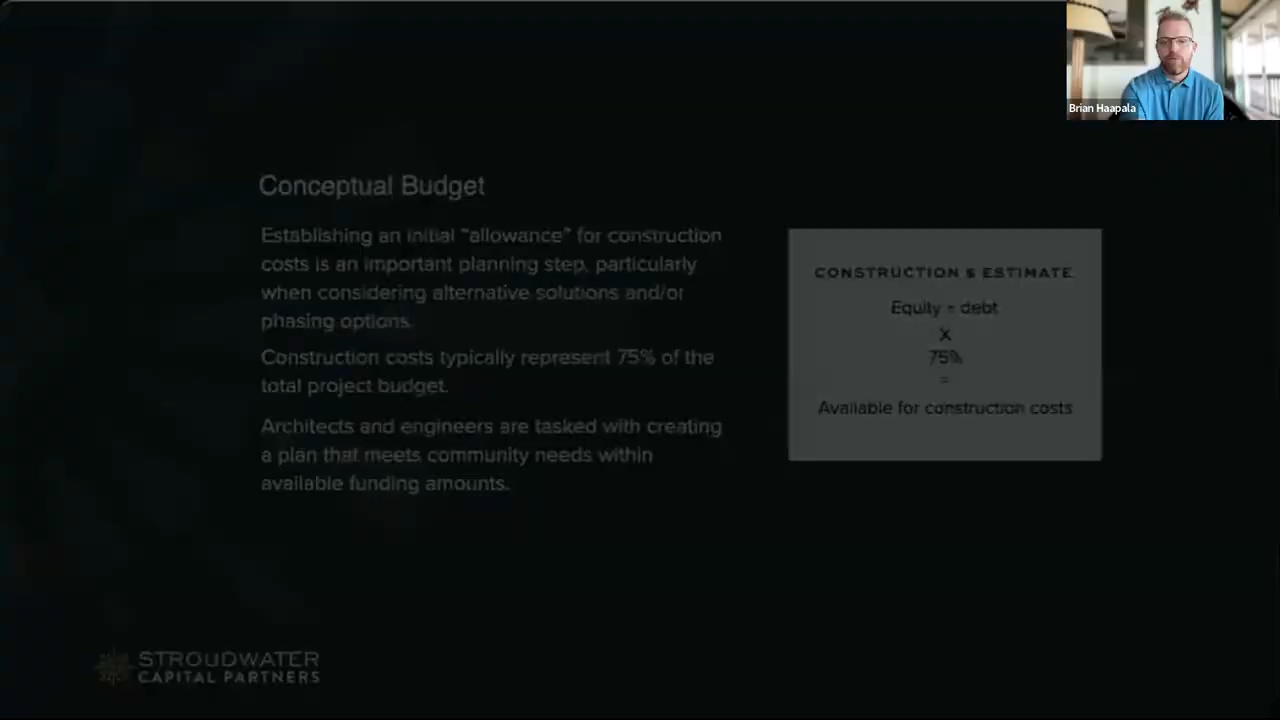 Brian Haapala
Conceptual Budget
Establishing an initial "allowance" for construction
costs is an important planning step, particularly
when considering alternative solutions and/or
phasing options.
Construction costs typically represent 75% of the
total project budget.
Architects and engineers are tasked with creating
a plan that meets community needs within
available funding amounts.
CONSTRUCTION $ ESTIMATE
Equity + debt
X
75%
=
Available for construction costs
STROUDWATER
CAPITAL PARTNERS